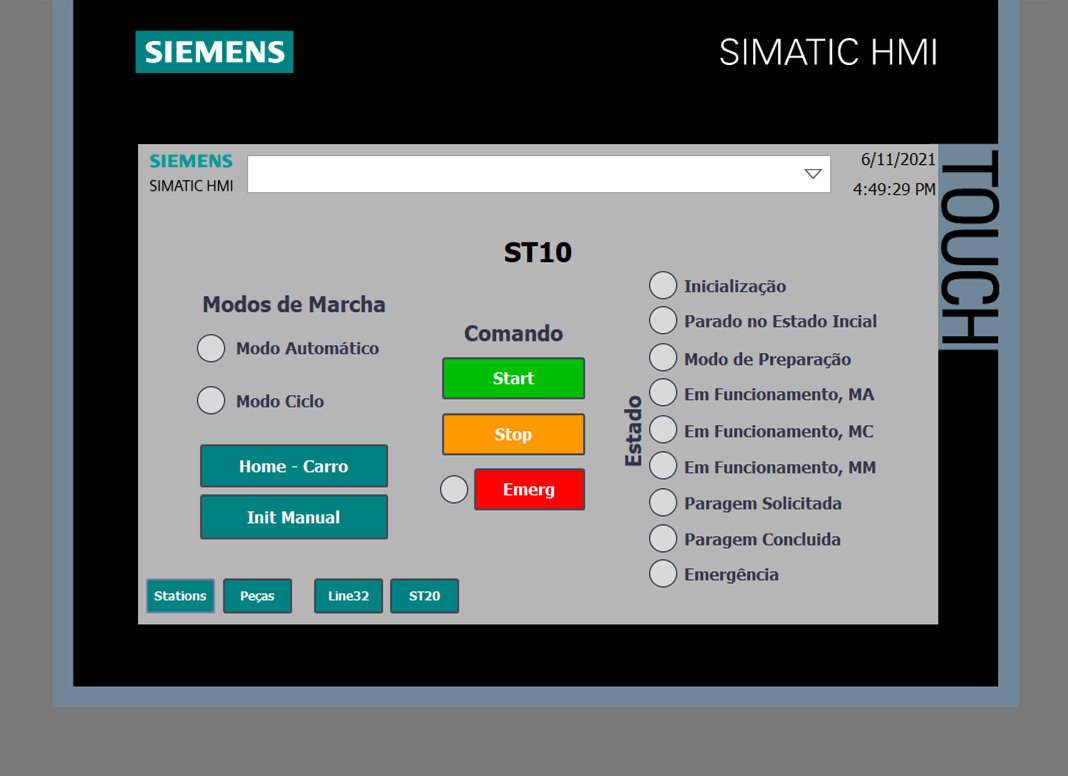 SIEMENS
SIMATIC HMI
SIEMENS
SIMATIC HMI
6/11/2021
4:49:29 PM
TOUCH
ST10
Modos de Marcha
Modo Automático
Modo Ciclo
Home - Carro
Init Manual
Comando
Start
Stop
Emerg
Estado
Inicialização
Parado no Estado Incial
Modo de Preparação
Em Funcionamento, MA
Em Funcionamento, MC
Em Funcionamento, MM
Paragem Solicitada
Paragem Concluida
Emergência
Stations
Peças
Line32
ST20